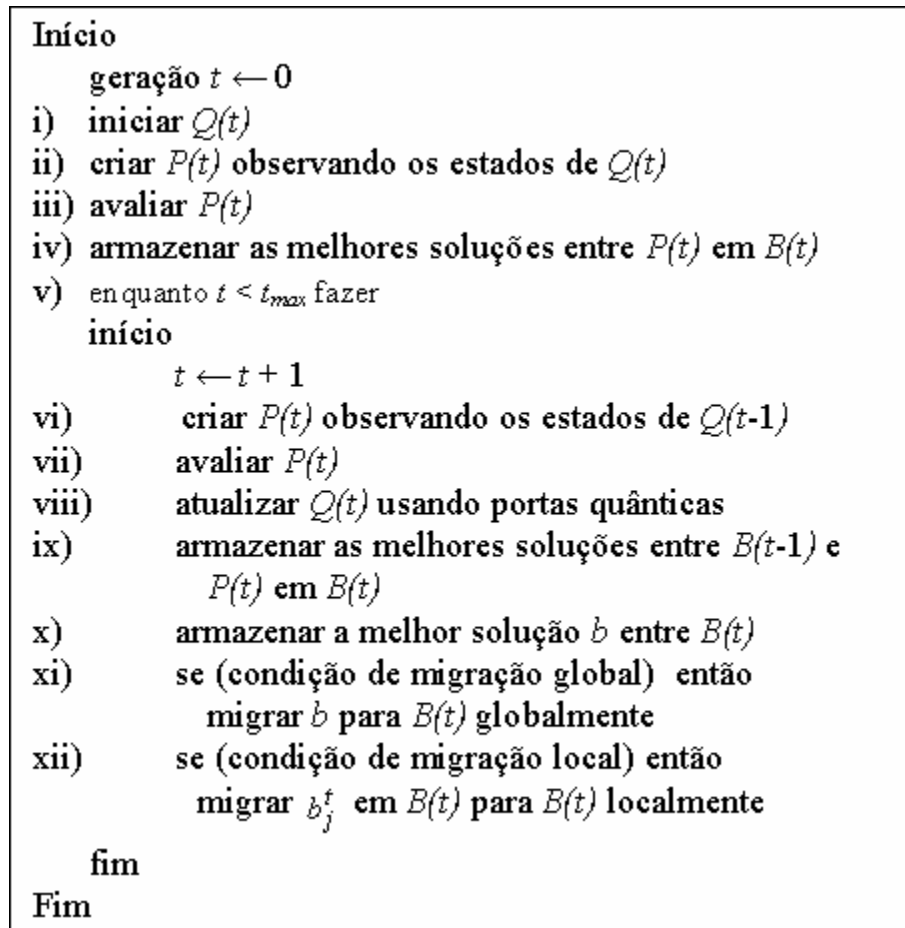 Início
geração t ← 0
i) iniciar Q(t)
ii) criar P(t) observando os estados de Q(t)
iii) avaliar P(t)
iv) armazenar as melhores soluções entre P(t) em B(t)
v) enquanto t < t_max fazer
início
t ← t + 1
vi) criar P(t) observando os estados de Q(t-1)
vii) avaliar P(t)
viii) atualizar Q(t) usando portas quânticas
ix) armazenar as melhores soluções entre B(t-1) e
P(t) em B(t)
x) armazenar a melhor solução b entre B(t)
xi) se (condição de migração global) então
migrar b para B(t) globalmente
xii) se (condição de migração local) então
migrar b_j^t em B(t) para B(t) localmente
fim
Fim